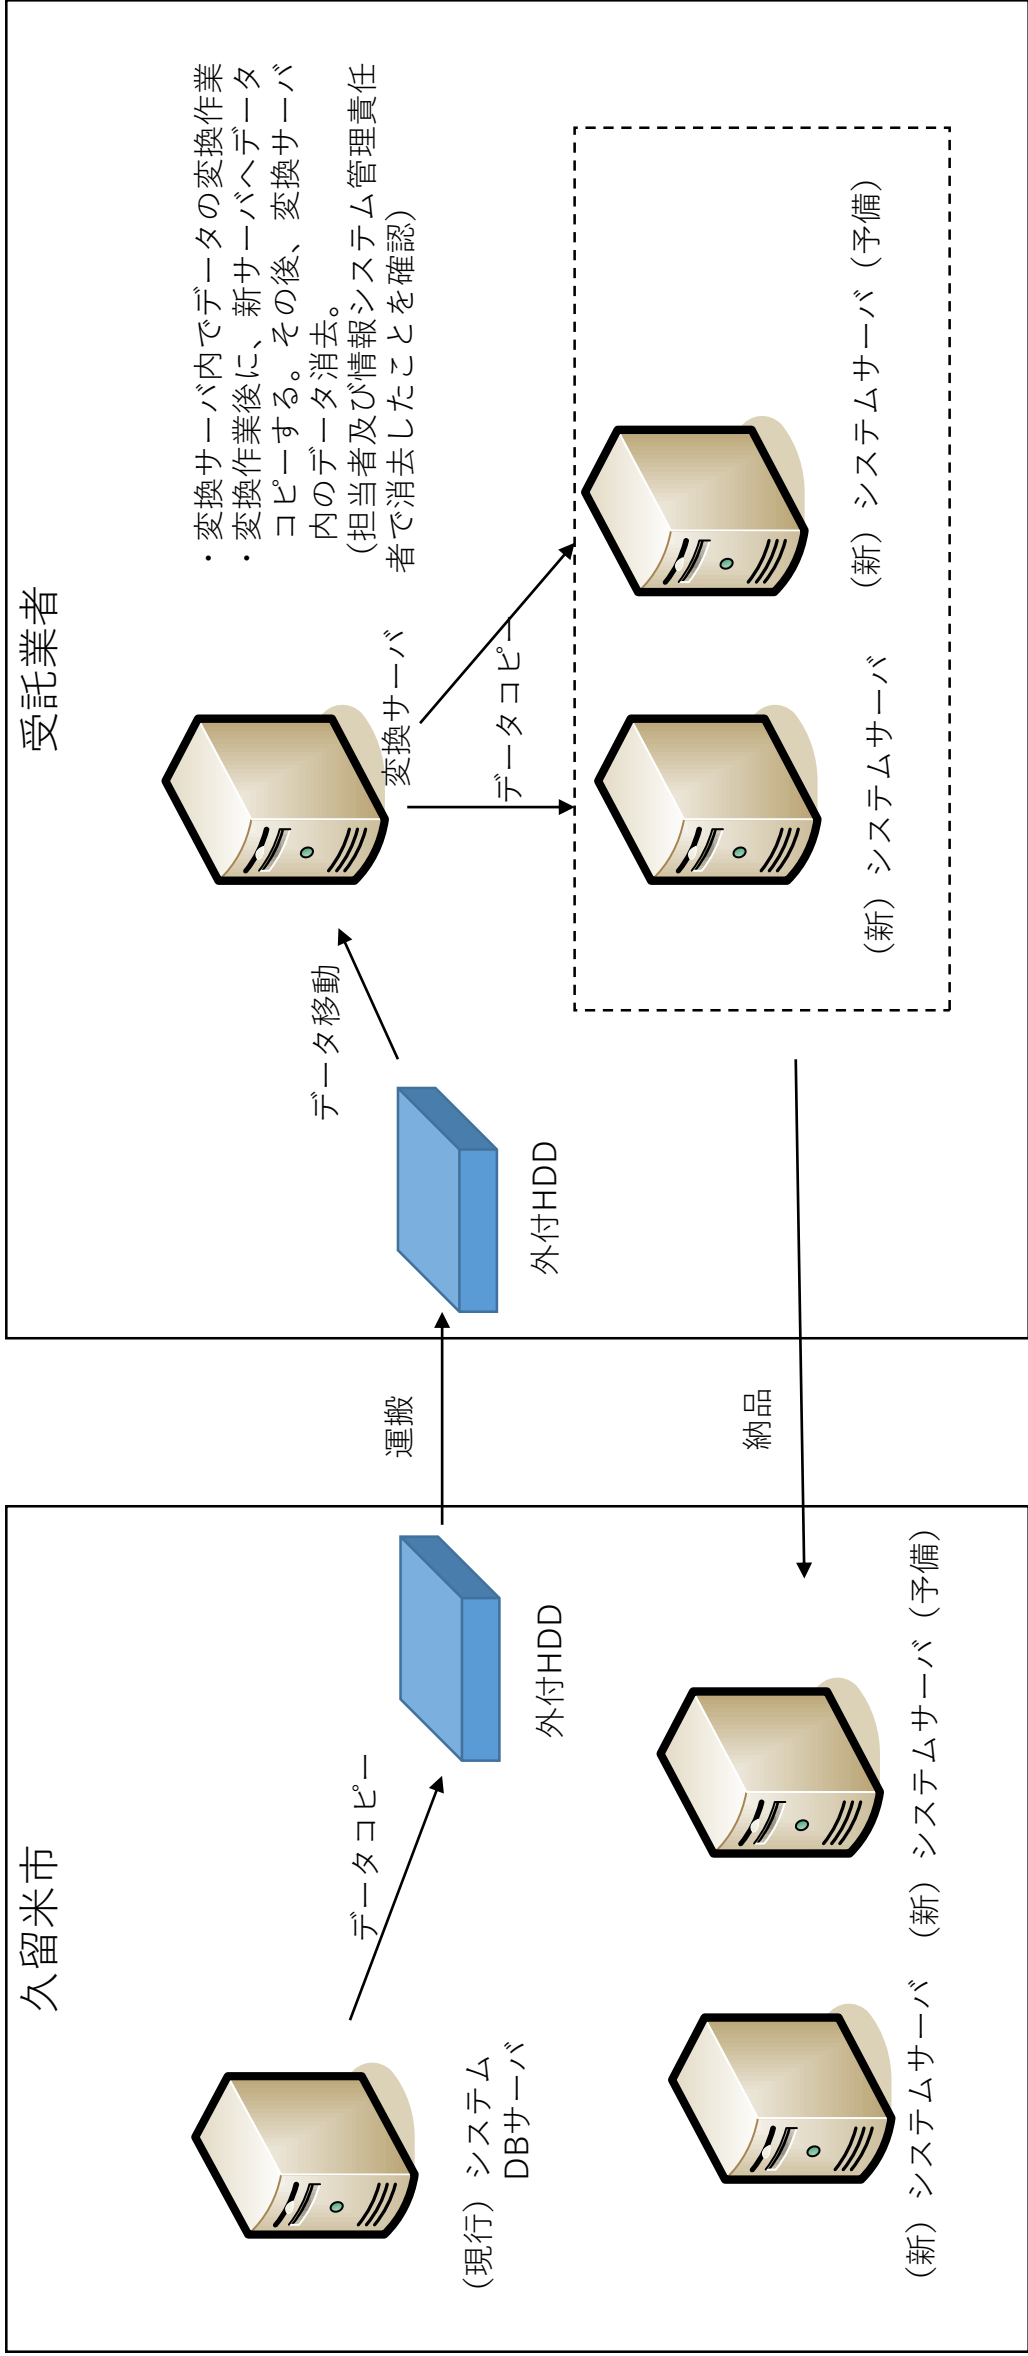 久留米市
(現行)システム
DBサーバ
データコピー
外付HDD
(新)システムサーバ
(新)システムサーバ(予備)
運搬
納品
受託業者
外付HDD
データ移動
変換サーバ
データコピー
・変換サーバ内でデータの変換作業
・変換作業後に、新サーバへデータ
コピーする。その後、変換サーバ
内のデータ消去。
(担当者及び情報システム管理責任
者で消去したことを確認)
(新)システムサーバ
(新)システムサーバ(予備)